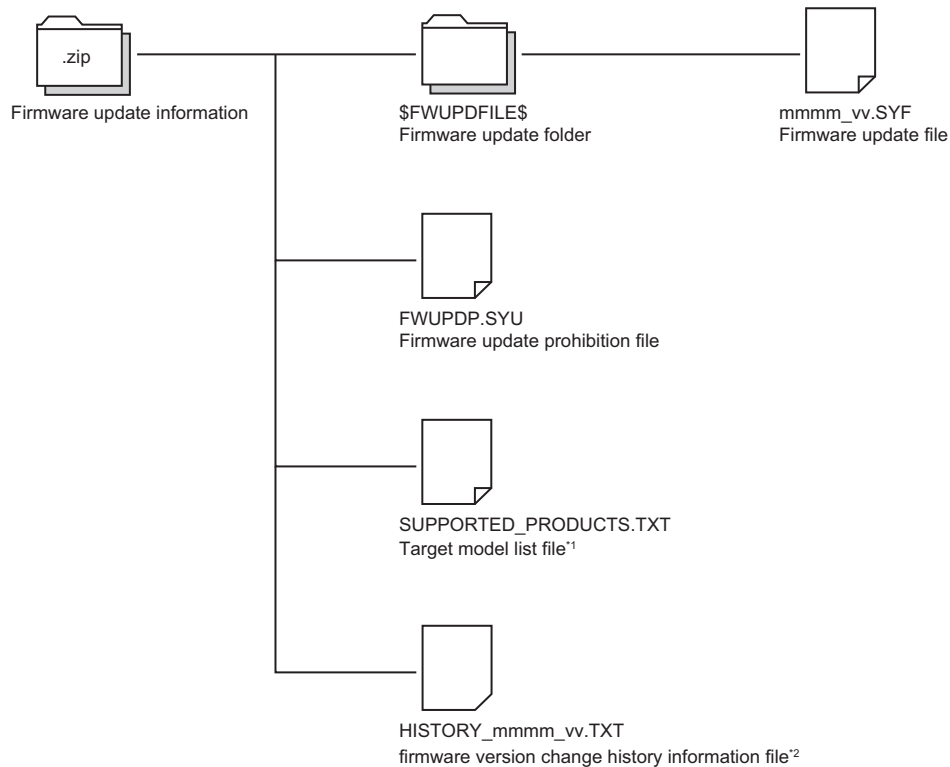 .zip
Firmware update information
$FWUPDFILE$
Firmware update folder
mmmm_vv.SYF
Firmware update file
FWUPDP.SYU
Firmware update prohibition file
SUPPORTED_PRODUCTS.TXT
Target model list file*1
HISTORY_mmmm_vv.TXT
firmware version change history information file*2